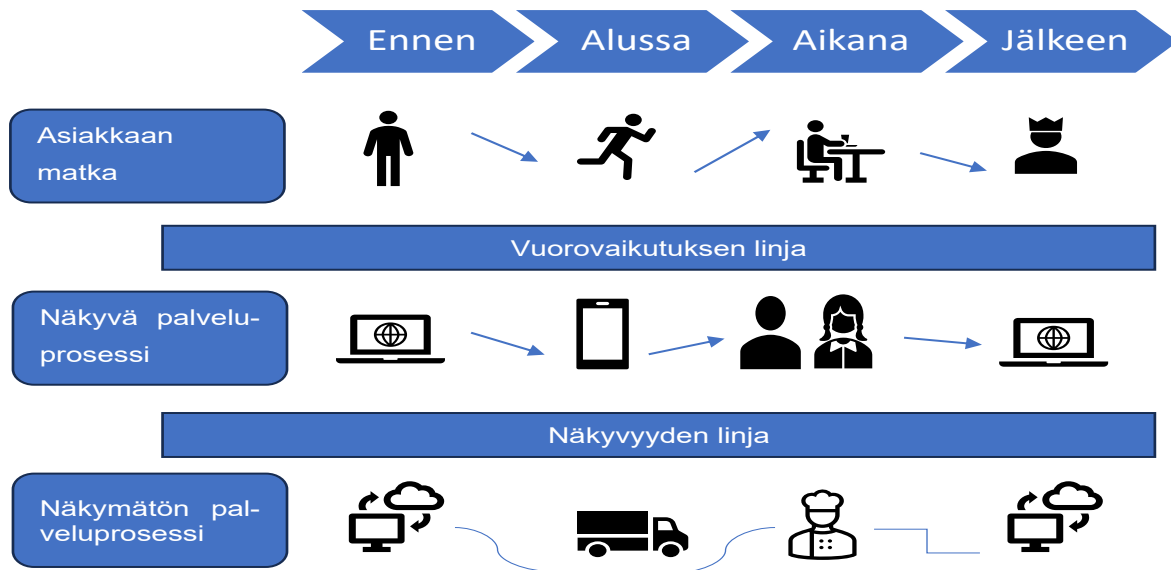 Ennen
Alussa
Aikana
Jälkeen
Asiakkaan
matka
Vuorovaikutuksen linja
Näkyvä palvelu-
prosessi
Näkyvyyden linja
Näkymätön pal-
veluprosessi